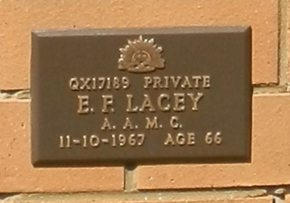 QX17189 PRIVATE
E. F. LACEY
A. A. M. C.
11-10-1967 AGE 66